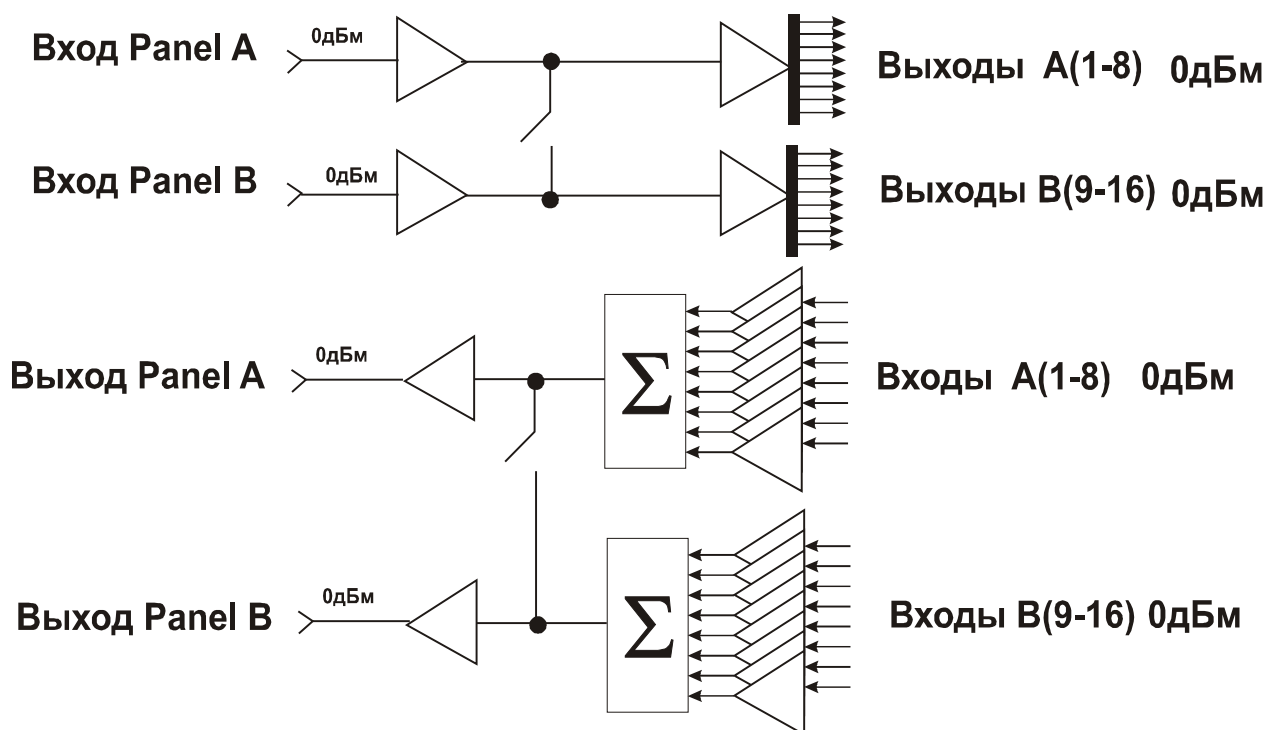 Вход Panel A 0дБм Выходы A(1-8) 0дБм
Вход Panel B 0дБм Выходы B(9-16) 0дБм
Выход Panel A 0дБм Σ Входы A(1-8) 0дБм
Выход Panel B 0дБм Σ Входы B(9-16) 0дБм